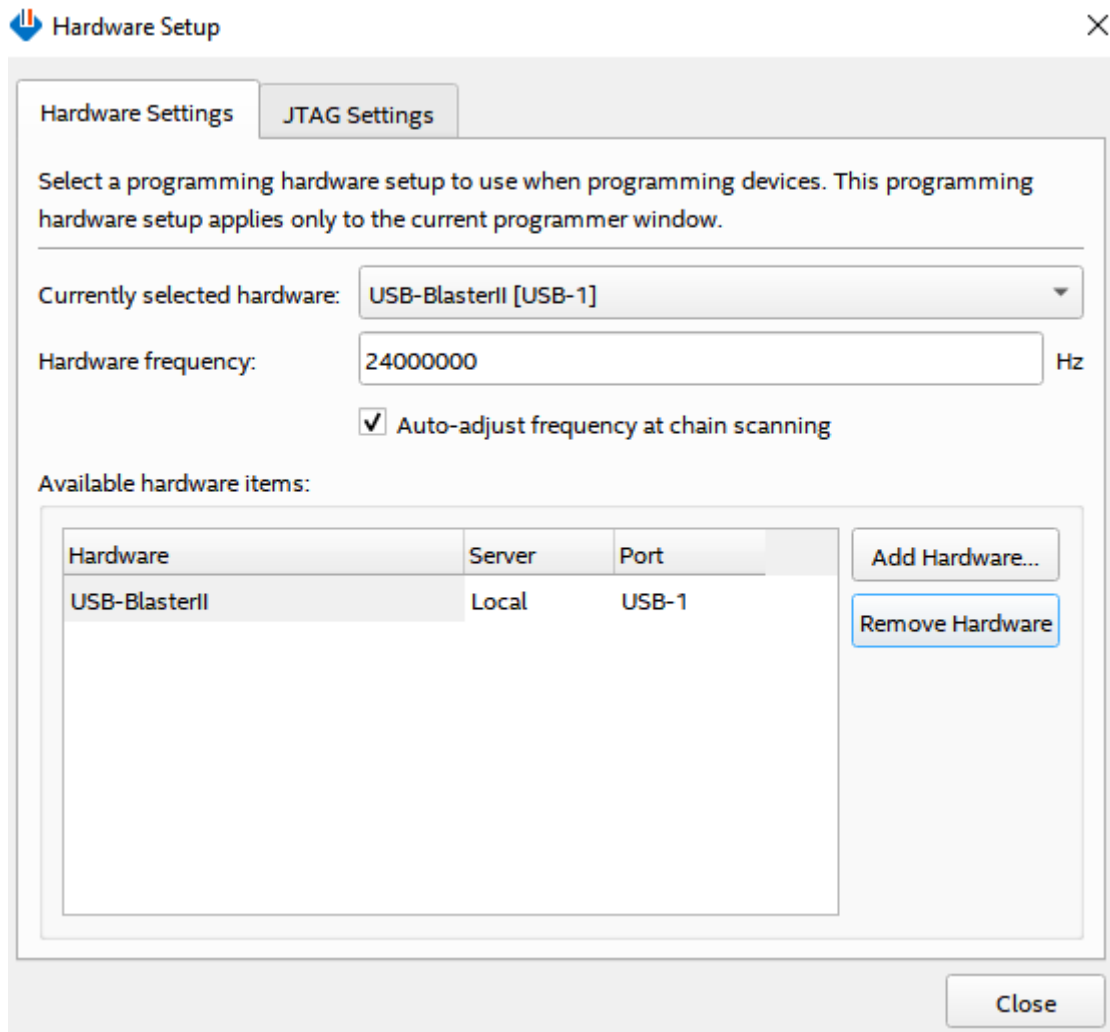 Hardware Setup
Hardware Settings
JTAG Settings
Select a programming hardware setup to use when programming devices. This programming
hardware setup applies only to the current programmer window.
Currently selected hardware: USB-BlasterII [USB-1]
Hardware frequency: 24000000 Hz
Auto-adjust frequency at chain scanning
Available hardware items:
Hardware Server Port
USB-BlasterII Local USB-1
Add Hardware...
Remove Hardware
Close